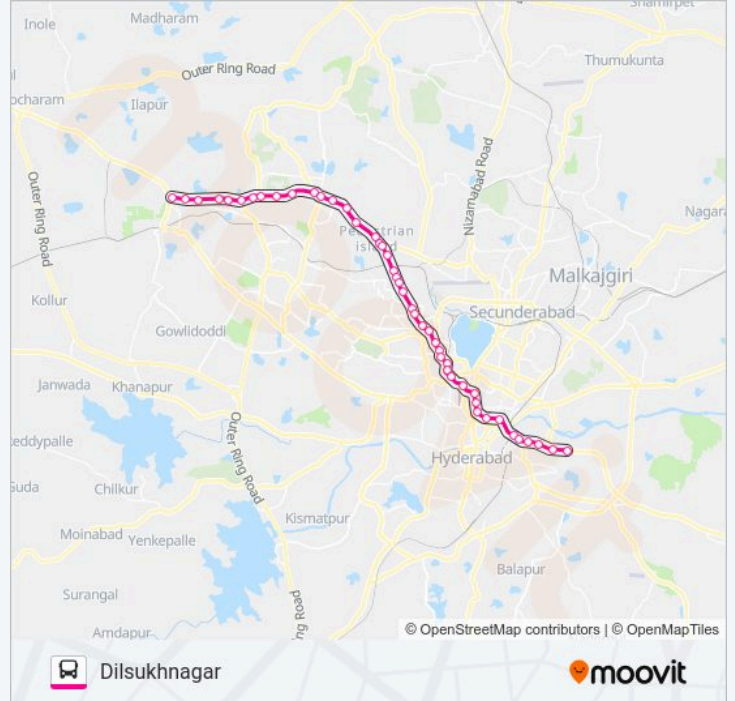 Inole
Madharam
Shamirpet
Outer Ring Road
Thumukunta
ocharam
Ilapur
Outer Ring Road
Nizamabad Road
Nagara
Pedestrian
island
Malkajgiri
Kollur
Secunderabad
Gowlidoddi
Janwada
Khanapur
Outer Ring Road
eddypalle
Hyderabad
Guda
Chilkur
Kismatpur
Moinabad
Yenkepalle
Balapur
Surangal
ng Road
Amdapur
© OpenStreetMap contributors | © OpenMapTiles
Dilsukhnagar
moovit